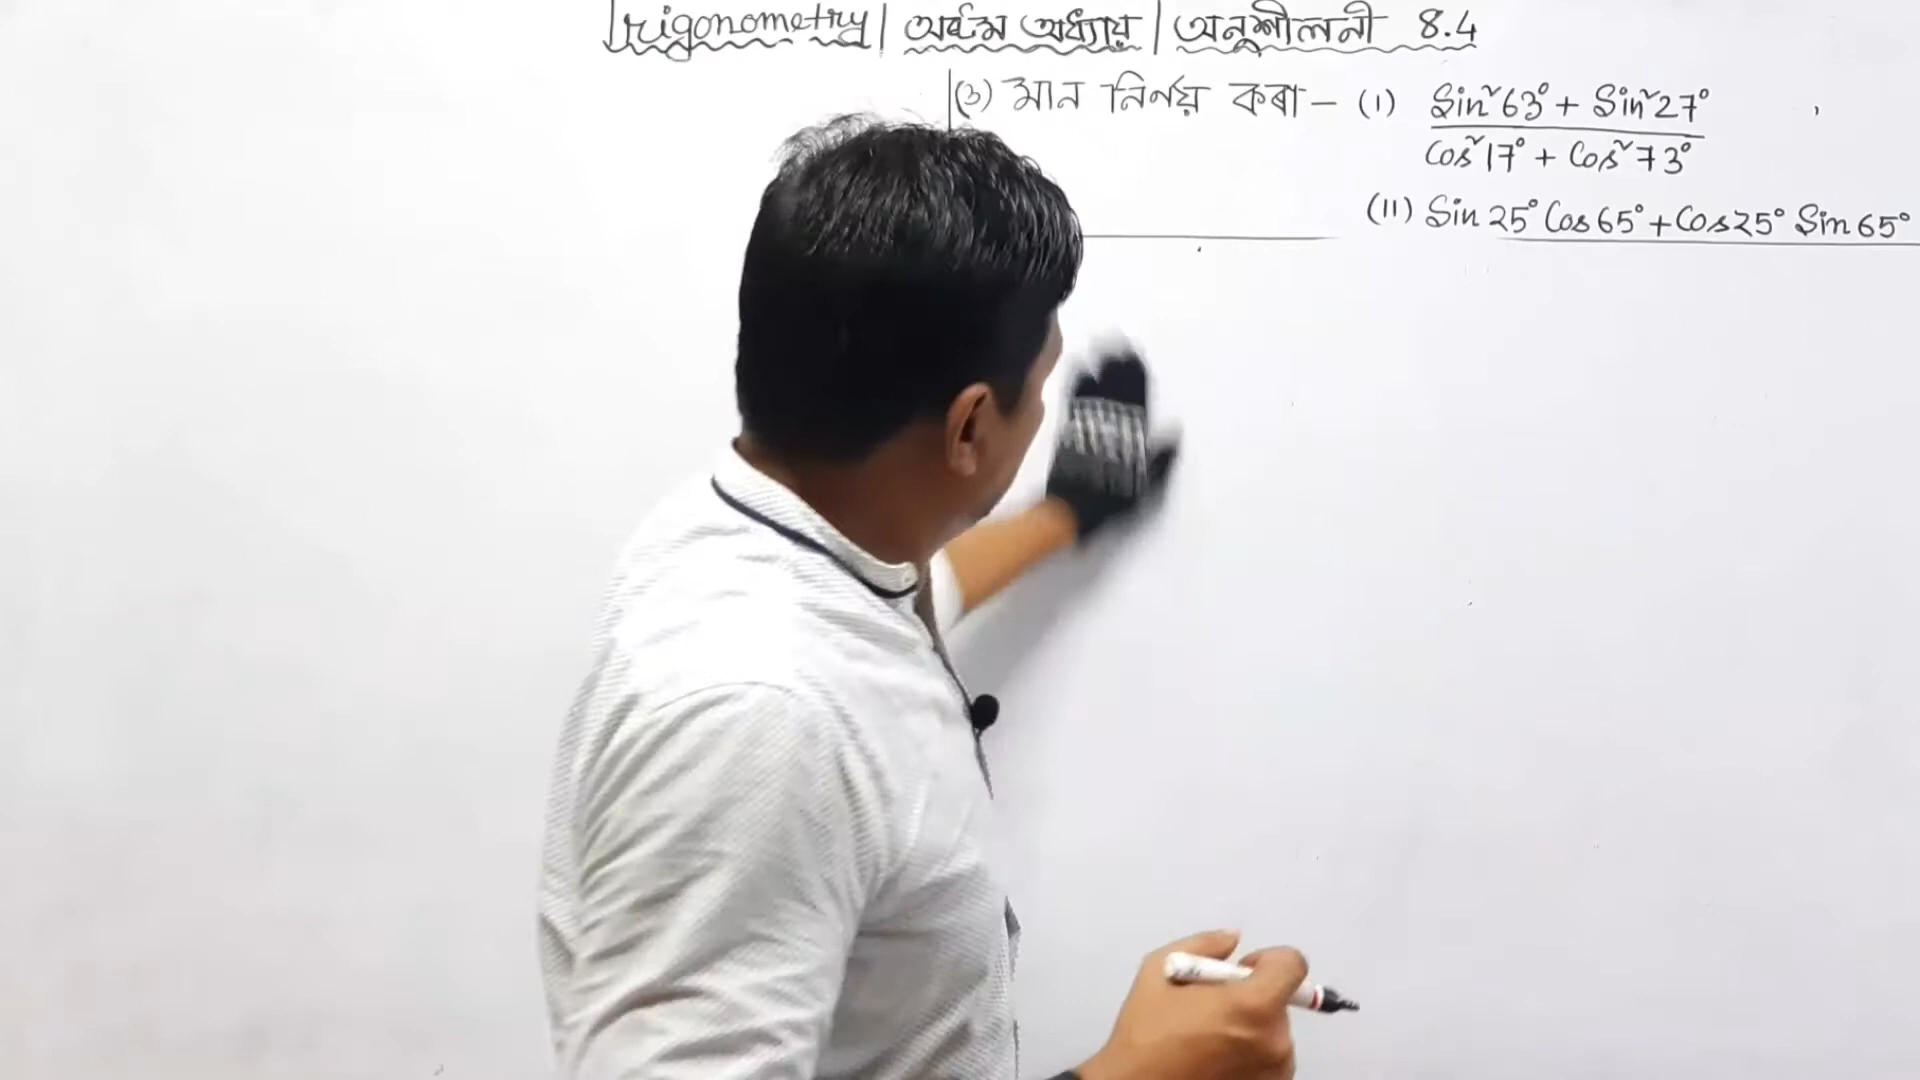 Trigonometry | অষ্টম অধ্যায় | অনুশীলনী 8.4
(৩) মান নিৰ্ণয় কৰা – (I) Sin²63° + Sin²27°
Cos²17° + Cos²73°
(II) Sin 25° Cos 65° + Cos 25° Sin 65°